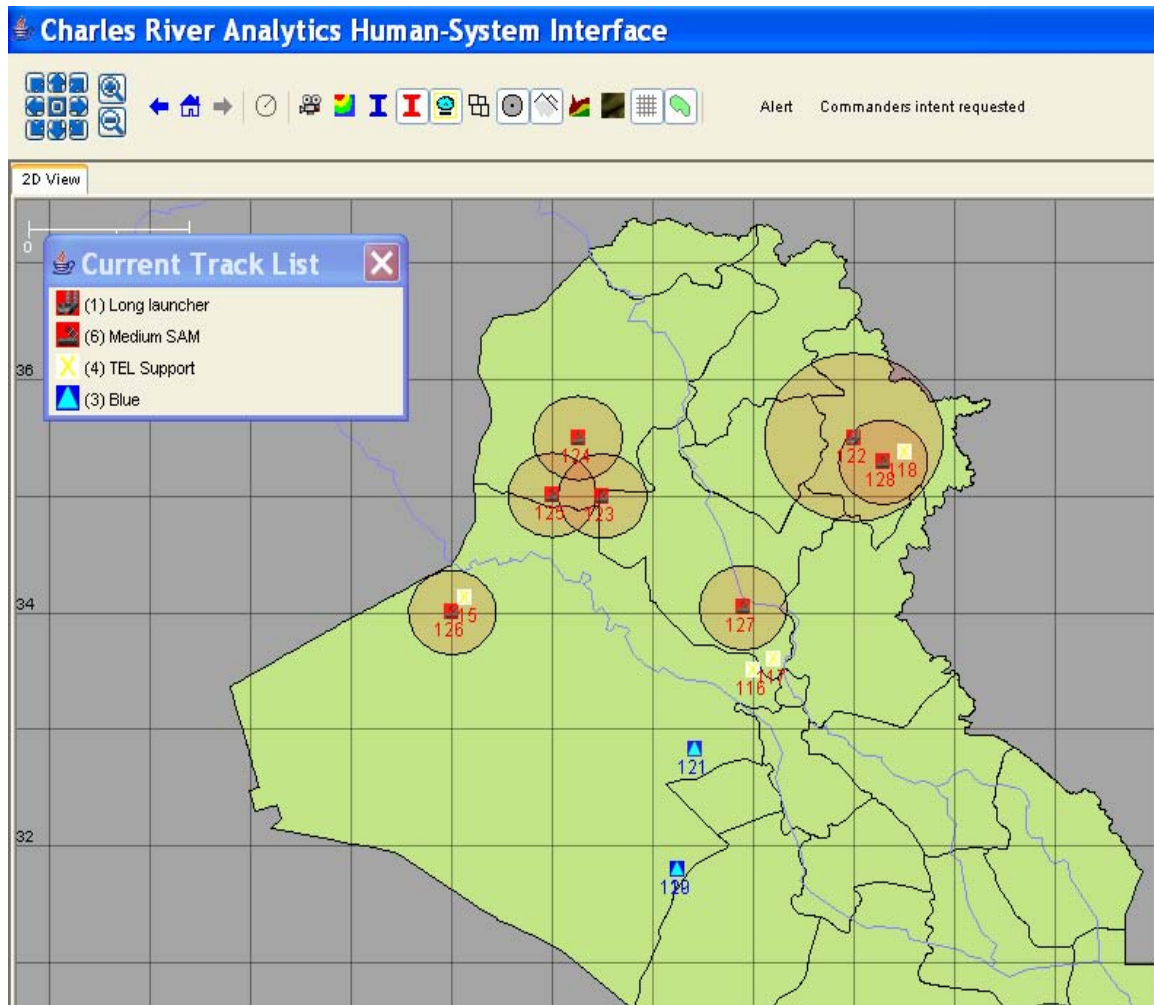 Charles River Analytics Human-System Interface
Alert Commanders intent requested
2D View
0
Current Track List
(1) Long launcher
(6) Medium SAM
(4) TEL Support
(3) Blue
36
124
122
118
128
125 123
34
126
127
116 117
121
32